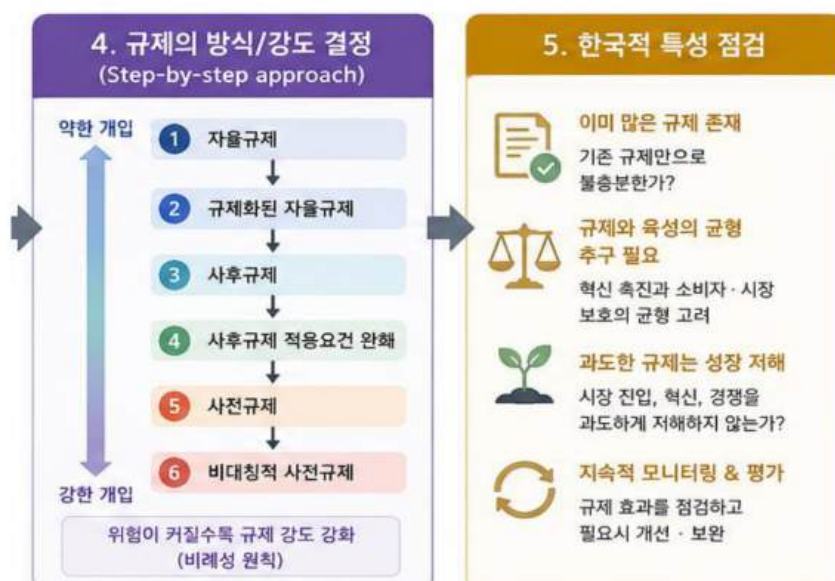 4. 규제의 방식/강도 결정
(Step-by-step approach)
약한 개입
1 자율규제
2 규제화된 자율규제
3 사후규제
4 사후규제 적용요건 완홰
5 사전규제
6 비대칭적 사전규제
강한 개입
위험이 커질수록 규제 강도 강화
(비례성 원칙)
5. 한국적 특성 점검
이미 많은 규제 존재
기존 규제만으로
불층분한가?
규제와 육성의 균형
추구 필요
혁신 촉진과 소비자 · 시장
보호의 균형 고려
과도한 규제는 성장 저해
시장 진입, 혁신, 경쟁을
과도하게 저해하지 않는가?
지속적 모니터링 & 평가
규제 효과를 점검하고
필요시 개선 · 보완